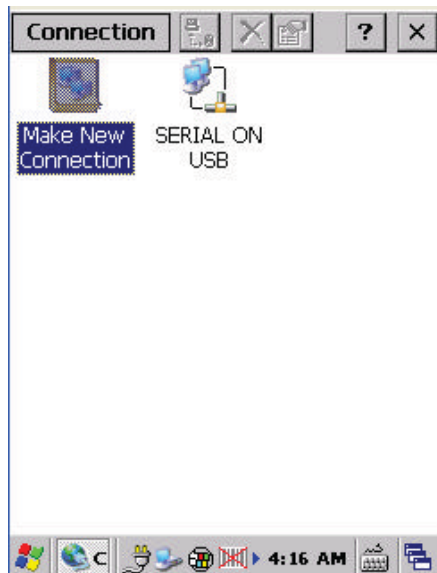 Connection ? ×
Make New
Connection
SERIAL ON
USB
C 4:16 AM